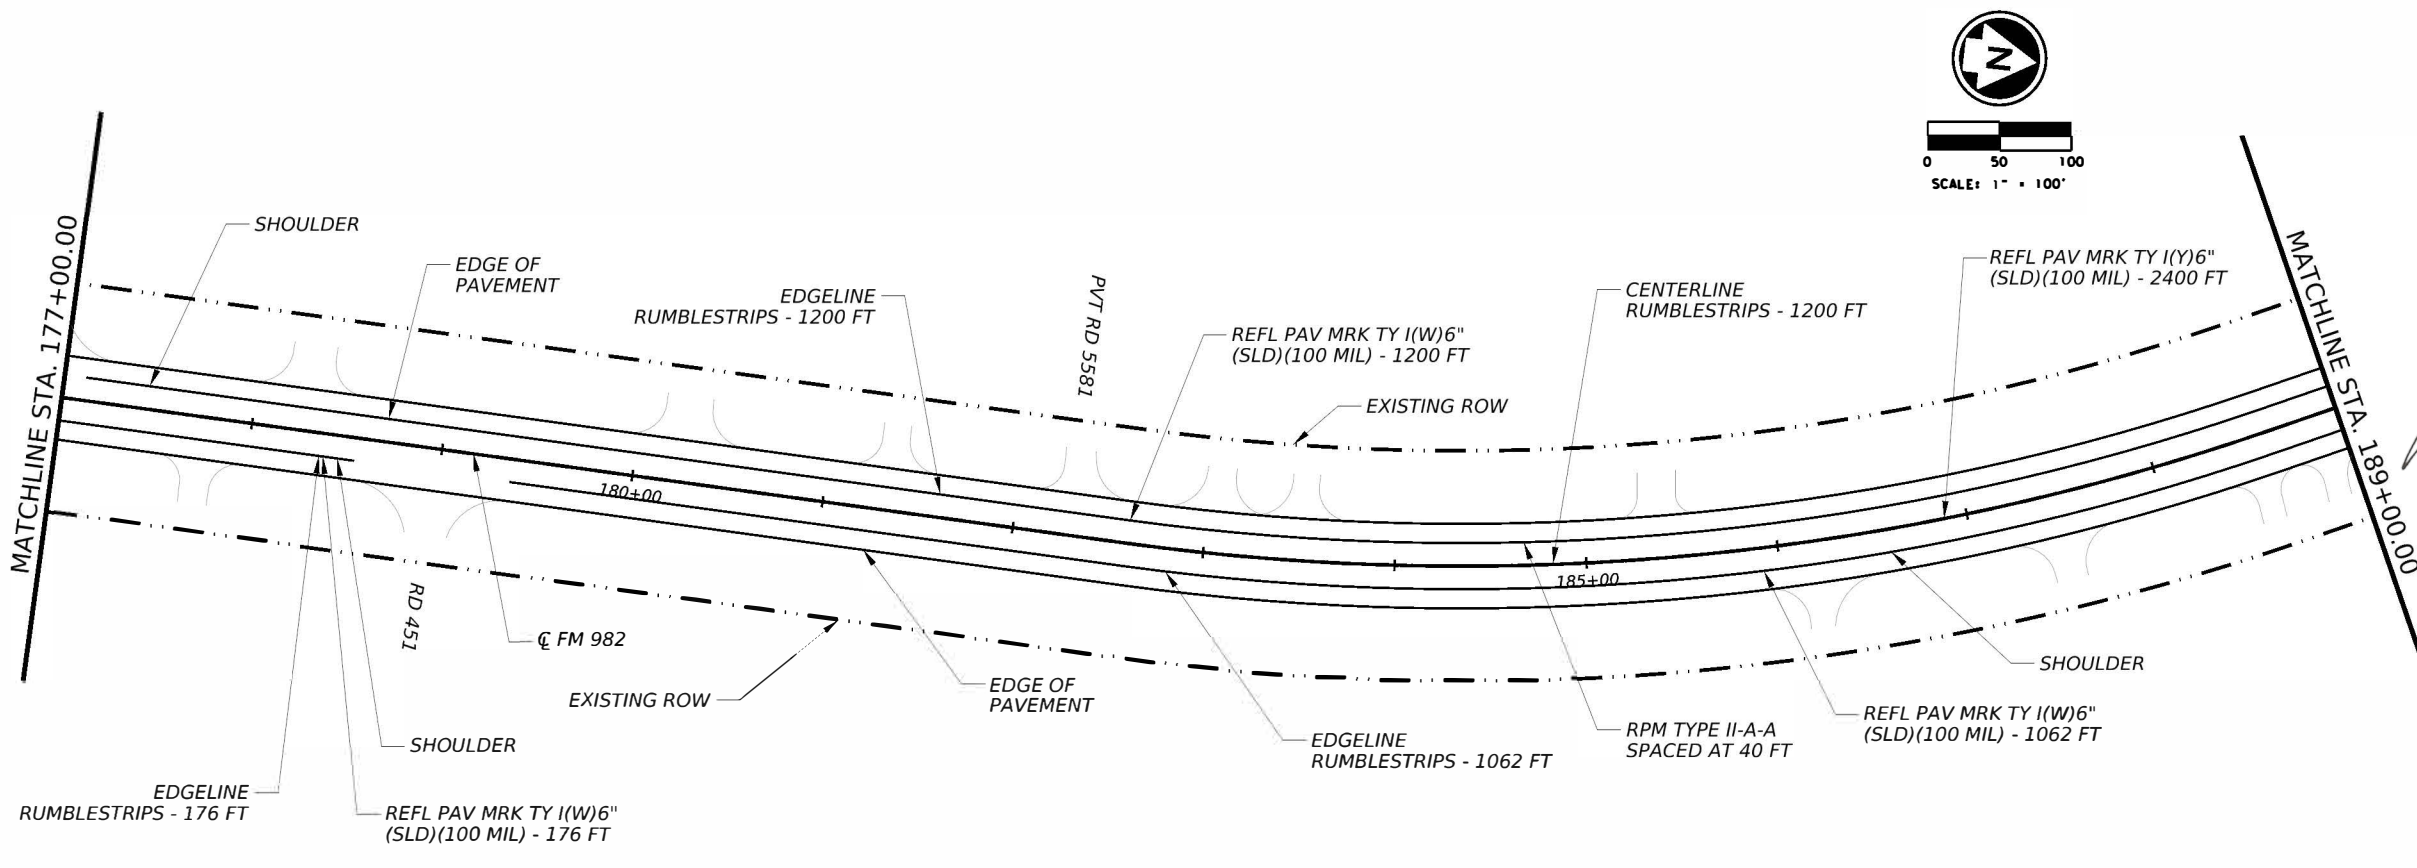 N
0 50 100
SCALE: 1" = 100'
MATCHLINE STA. 177+00.00
SHOULDER
EDGE OF
PAVEMENT
EDGELINE
RUMBLESTRIPS - 1200 FT
PVT RD 5581
REFL PAV MRK TY I(W)6"
(SLD)(100 MIL) - 1200 FT
EXISTING ROW
CENTERLINE
RUMBLESTRIPS - 1200 FT
REFL PAV MRK TY I(Y)6"
(SLD)(100 MIL) - 2400 FT
MATCHLINE STA. 189+00.00
180+00
185+00
RD 451
℄ FM 982
EXISTING ROW
EDGE OF
PAVEMENT
SHOULDER
EDGELINE
RUMBLESTRIPS - 176 FT
REFL PAV MRK TY I(W)6"
(SLD)(100 MIL) - 176 FT
EDGELINE
RUMBLESTRIPS - 1062 FT
RPM TYPE II-A-A
SPACED AT 40 FT
REFL PAV MRK TY I(W)6"
(SLD)(100 MIL) - 1062 FT
SHOULDER